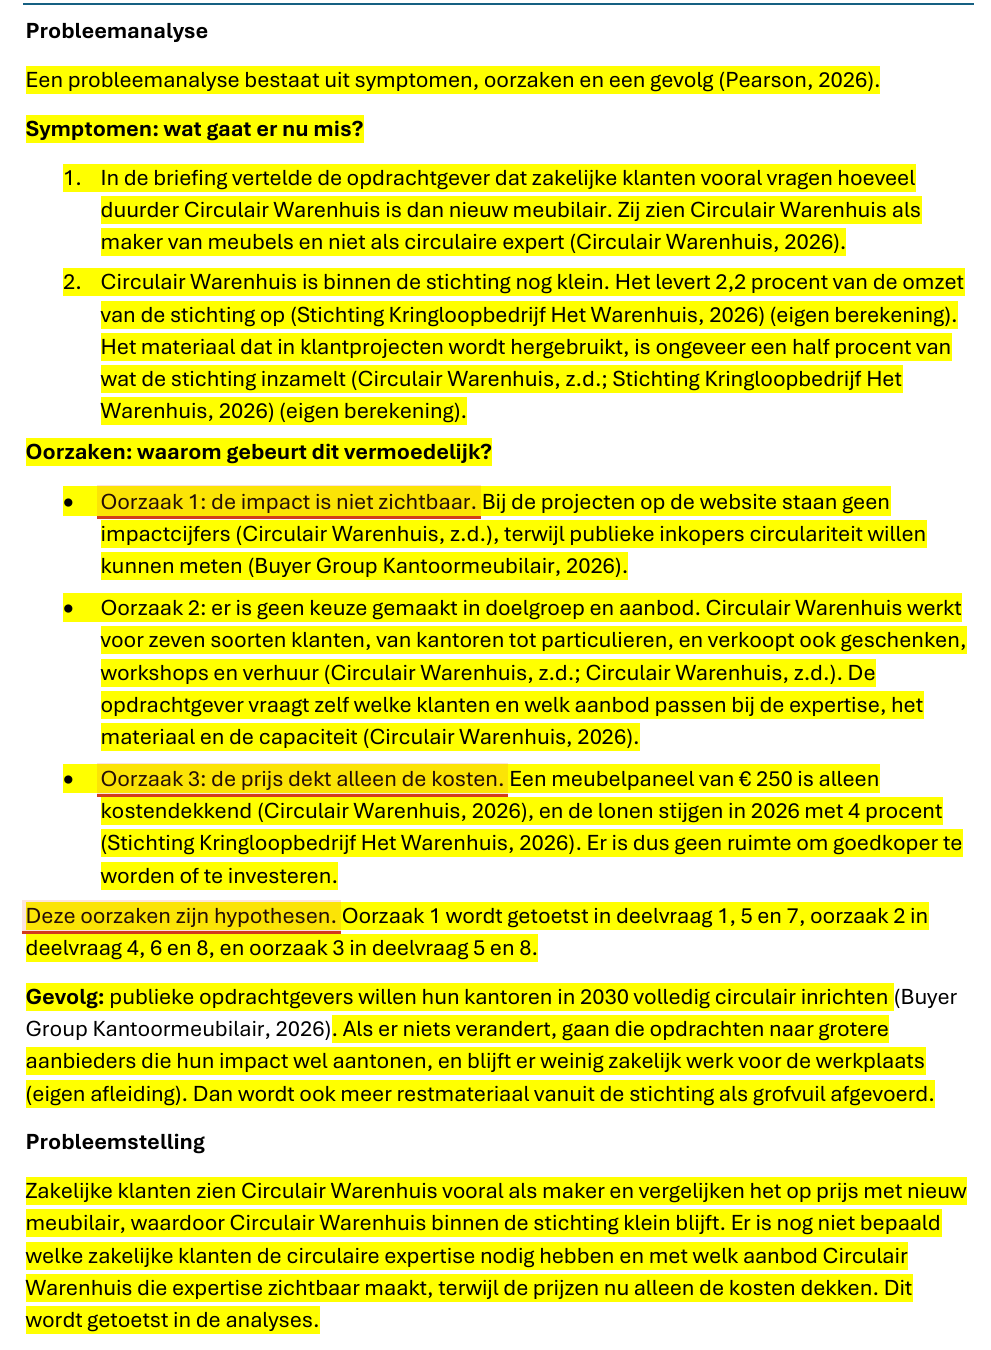 Probleemanalyse
Een probleemanalyse bestaat uit symptomen, oorzaken en een gevolg (Pearson, 2026).
Symptomen: wat gaat er nu mis?
1. In de briefing vertelde de opdrachtgever dat zakelijke klanten vooral vragen hoeveel
duurder Circulair Warenhuis is dan nieuw meubilair. Zij zien Circulair Warenhuis als
maker van meubels en niet als circulaire expert (Circulair Warenhuis, 2026).
2. Circulair Warenhuis is binnen de stichting nog klein. Het levert 2,2 procent van de omzet
van de stichting op (Stichting Kringloopbedrijf Het Warenhuis, 2026) (eigen berekening).
Het materiaal dat in klantprojecten wordt hergebruikt, is ongeveer een half procent van
wat de stichting inzamelt (Circulair Warenhuis, z.d.; Stichting Kringloopbedrijf Het
Warenhuis, 2026) (eigen berekening).
Oorzaken: waarom gebeurt dit vermoedelijk?
• Oorzaak 1: de impact is niet zichtbaar. Bij de projecten op de website staan geen
impactcijfers (Circulair Warenhuis, z.d.), terwijl publieke inkopers circulariteit willen
kunnen meten (Buyer Group Kantoormeubilair, 2026).
• Oorzaak 2: er is geen keuze gemaakt in doelgroep en aanbod. Circulair Warenhuis werkt
voor zeven soorten klanten, van kantoren tot particulieren, en verkoopt ook geschenken,
workshops en verhuur (Circulair Warenhuis, z.d.; Circulair Warenhuis, z.d.). De
opdrachtgever vraagt zelf welke klanten en welk aanbod passen bij de expertise, het
materiaal en de capaciteit (Circulair Warenhuis, 2026).
• Oorzaak 3: de prijs dekt alleen de kosten. Een meubelpaneel van € 250 is alleen
kostendekkend (Circulair Warenhuis, 2026), en de lonen stijgen in 2026 met 4 procent
(Stichting Kringloopbedrijf Het Warenhuis, 2026). Er is dus geen ruimte om goedkoper te
worden of te investeren.
Deze oorzaken zijn hypothesen. Oorzaak 1 wordt getoetst in deelvraag 1, 5 en 7, oorzaak 2 in
deelvraag 4, 6 en 8, en oorzaak 3 in deelvraag 5 en 8.
Gevolg: publieke opdrachtgevers willen hun kantoren in 2030 volledig circulair inrichten (Buyer
Group Kantoormeubilair, 2026). Als er niets verandert, gaan die opdrachten naar grotere
aanbieders die hun impact wel aantonen, en blijft er weinig zakelijk werk voor de werkplaats
(eigen afleiding). Dan wordt ook meer restmateriaal vanuit de stichting als grofvuil afgevoerd.
Probleemstelling
Zakelijke klanten zien Circulair Warenhuis vooral als maker en vergelijken het op prijs met nieuw
meubilair, waardoor Circulair Warenhuis binnen de stichting klein blijft. Er is nog niet bepaald
welke zakelijke klanten de circulaire expertise nodig hebben en met welk aanbod Circulair
Warenhuis die expertise zichtbaar maakt, terwijl de prijzen nu alleen de kosten dekken. Dit
wordt getoetst in de analyses.